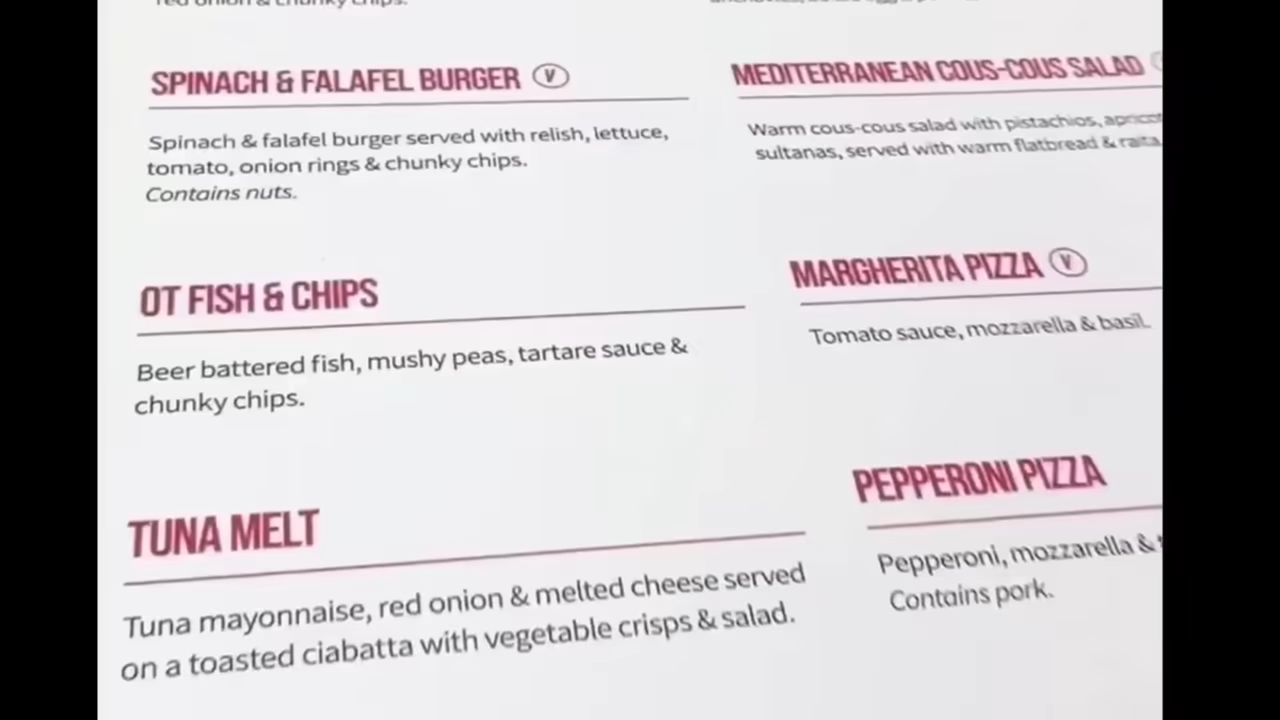 SPINACH & FALAFEL BURGER V
Spinach & falafel burger served with relish, lettuce,
tomato, onion rings & chunky chips.
Contains nuts.
OT FISH & CHIPS
Beer battered fish, mushy peas, tartare sauce &
chunky chips.
TUNA MELT
Tuna mayonnaise, red onion & melted cheese served
on a toasted ciabatta with vegetable crisps & salad.
MEDITERRANEAN COUS-COUS SALAD
Warm cous-cous salad with pistachios, apricot
sultanas, served with warm flatbread & raita
MARGHERITA PIZZA V
Tomato sauce, mozzarella & basil.
PEPPERONI PIZZA
Pepperoni, mozzarella &
Contains pork.